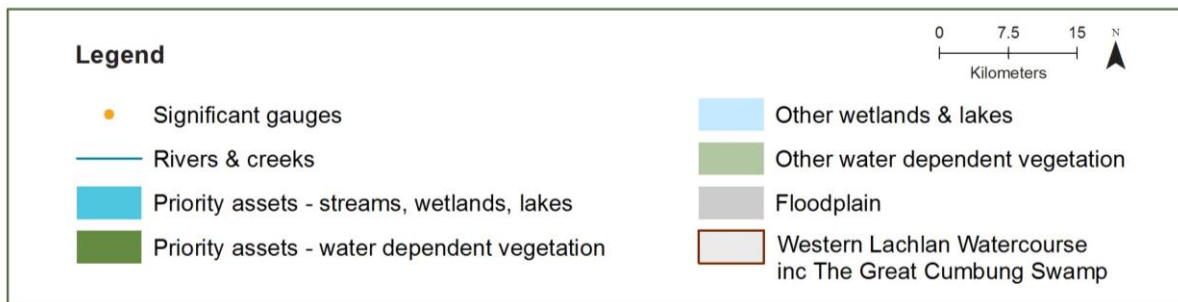 Legend
Significant gauges
Rivers & creeks
Priority assets - streams, wetlands, lakes
Priority assets - water dependent vegetation
0 7.5 15
Kilometers
N
Other wetlands & lakes
Other water dependent vegetation
Floodplain
Western Lachlan Watercourse
inc The Great Cumbung Swamp